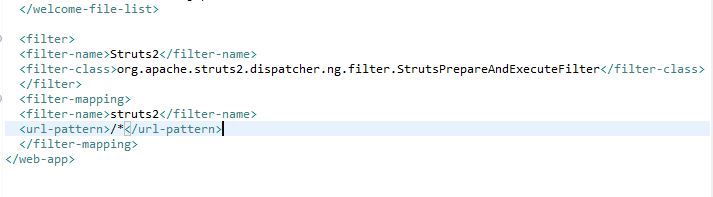 </welcome-file-list>
<filter>
<filter-name>Struts2</filter-name>
<filter-class>org.apache.struts2.dispatcher.ng.filter.StrutsPrepareAndExecuteFilter</filter-class>
</filter>
<filter-mapping>
<filter-name>struts2</filter-name>
<url-pattern>/*</url-pattern>
</filter-mapping>
</web-app>